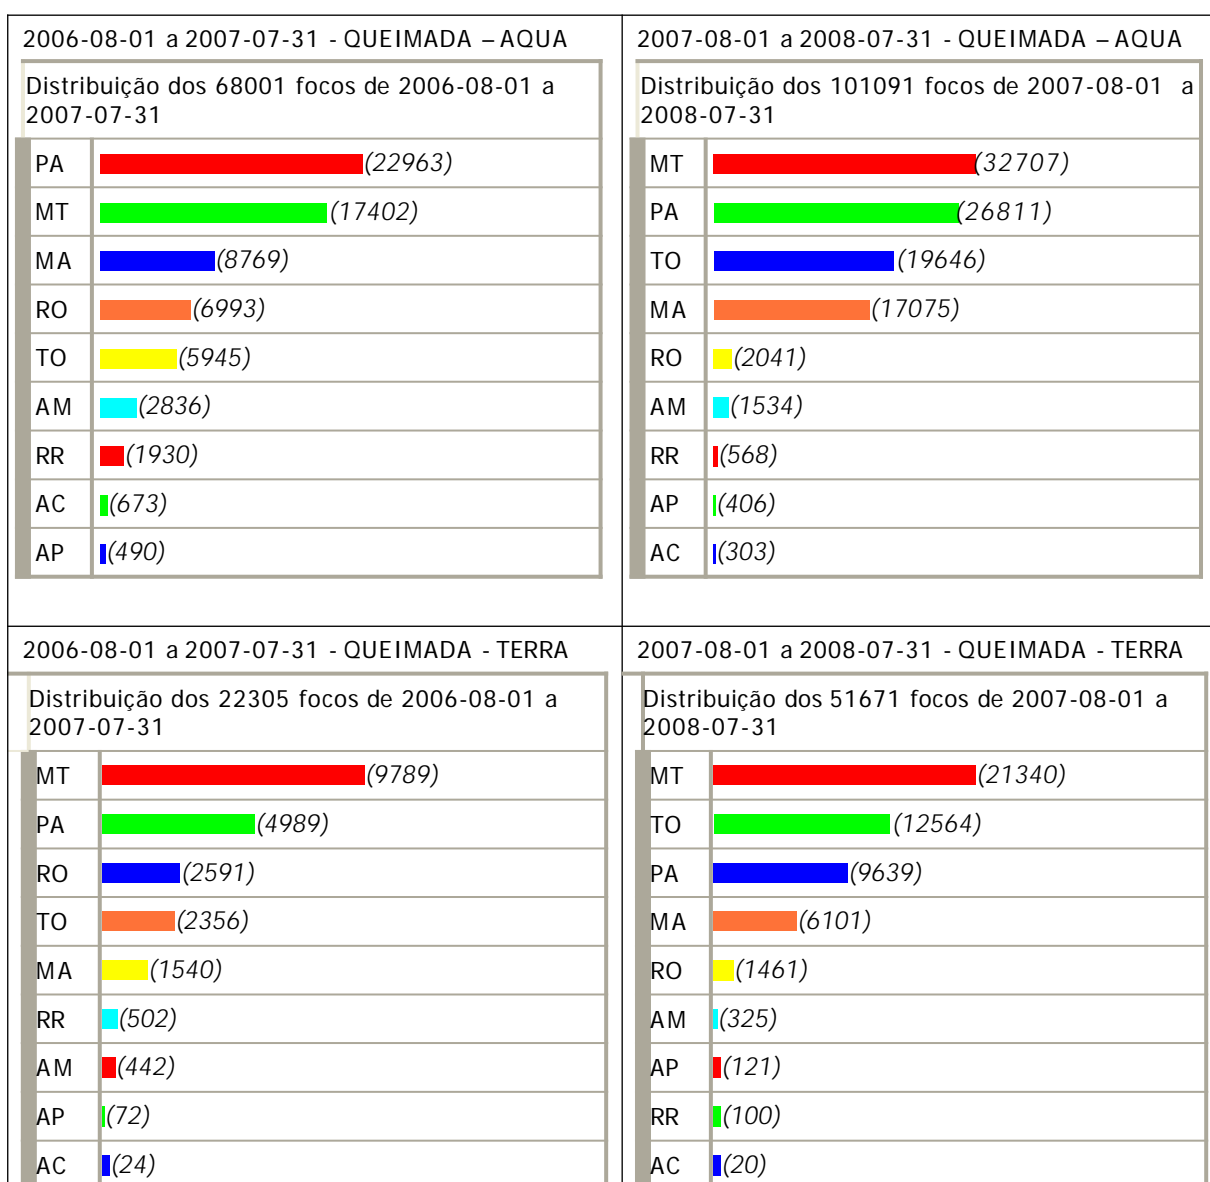 2006-08-01 a 2007-07-31 - QUEIMADA – AQUA
Distribuição dos 68001 focos de 2006-08-01 a
2007-07-31
PA (22963)
MT (17402)
MA (8769)
RO (6993)
TO (5945)
AM (2836)
RR (1930)
AC (673)
AP (490)
2007-08-01 a 2008-07-31 - QUEIMADA – AQUA
Distribuição dos 101091 focos de 2007-08-01 a
2008-07-31
MT (32707)
PA (26811)
TO (19646)
MA (17075)
RO (2041)
AM (1534)
RR (568)
AP (406)
AC (303)
2006-08-01 a 2007-07-31 - QUEIMADA - TERRA
Distribuição dos 22305 focos de 2006-08-01 a
2007-07-31
MT (9789)
PA (4989)
RO (2591)
TO (2356)
MA (1540)
RR (502)
AM (442)
AP (72)
AC (24)
2007-08-01 a 2008-07-31 - QUEIMADA - TERRA
Distribuição dos 51671 focos de 2007-08-01 a
2008-07-31
MT (21340)
TO (12564)
PA (9639)
MA (6101)
RO (1461)
AM (325)
AP (121)
RR (100)
AC (20)